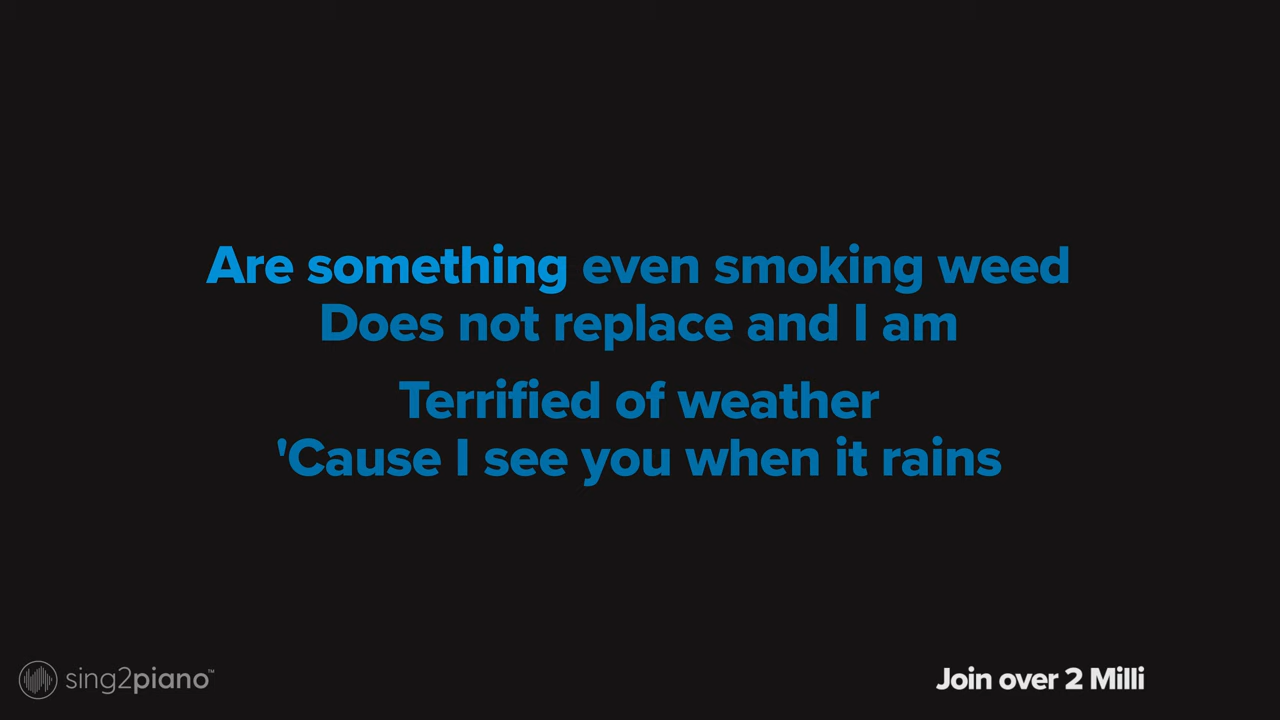 Are something even smoking weed
Does not replace and I am
Terrified of weather
'Cause I see you when it rains
sing2piano™
Join over 2 Milli